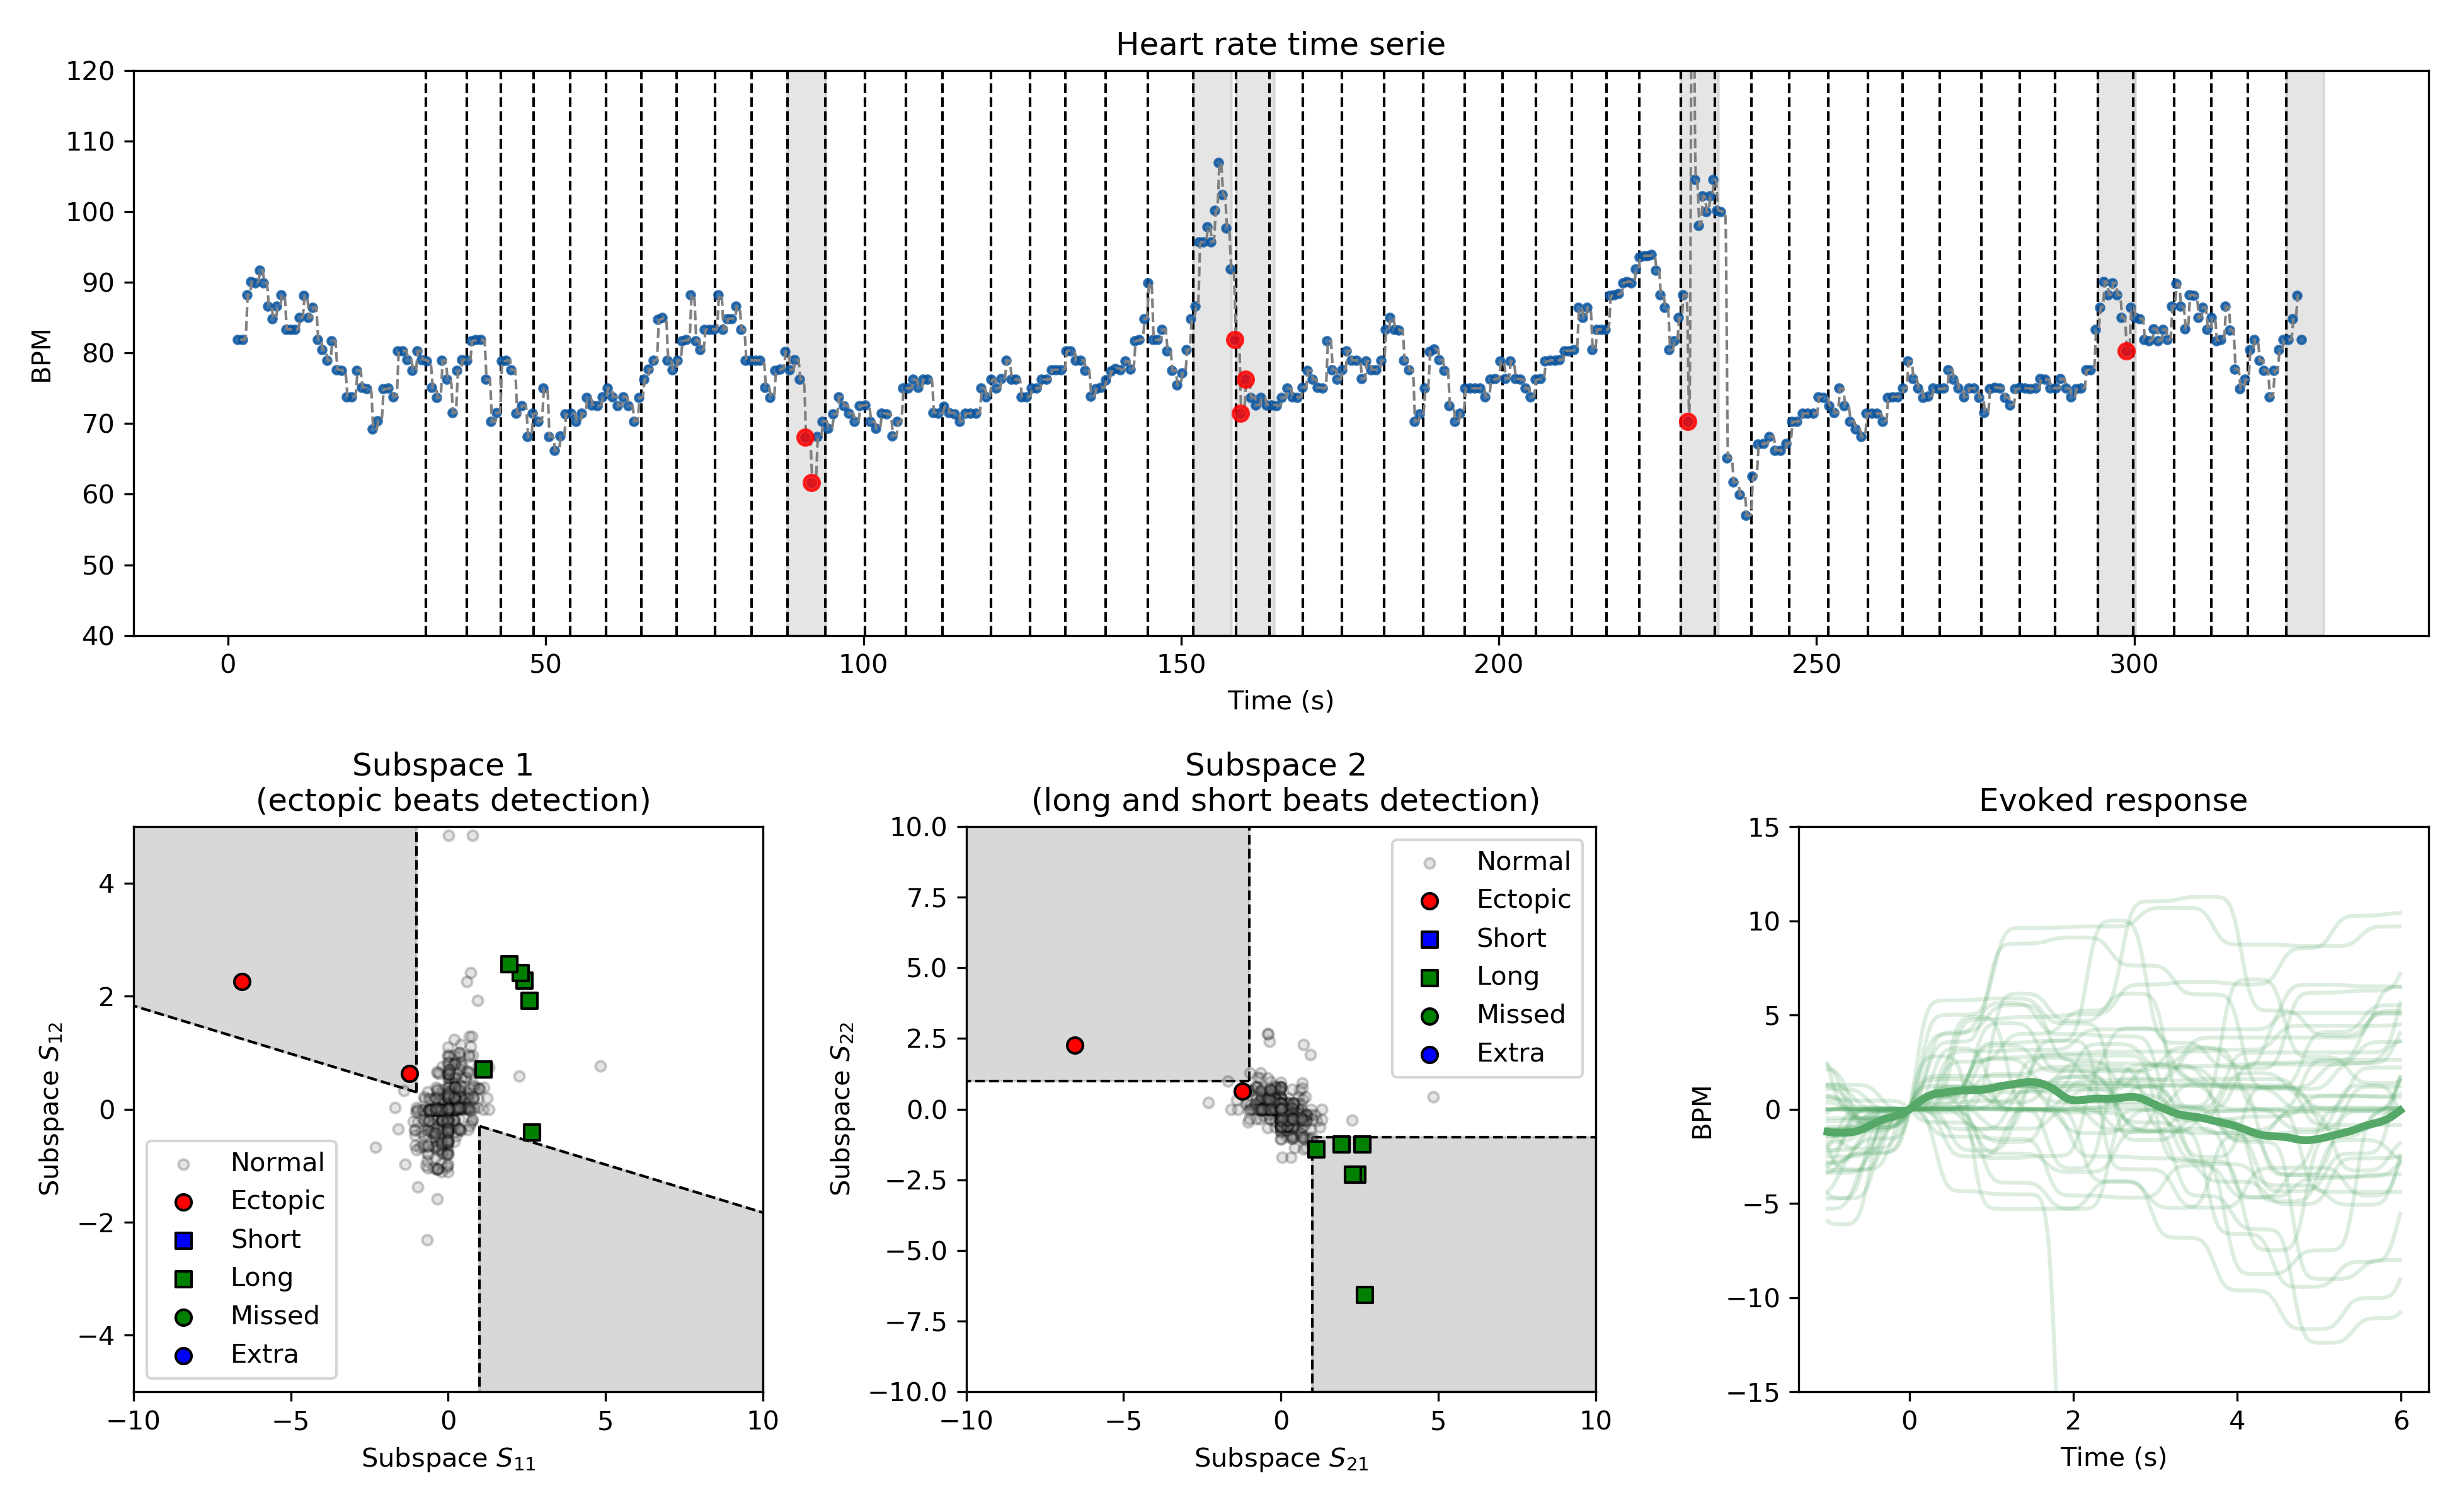 Heart rate time serie
120
110
100
90
80
70
60
50
40
BPM
0 50 100 150 200 250 300
Time (s)
Subspace 1
(ectopic beats detection)
4
2
0
−2
−4
Subspace S12
Normal
Ectopic
Short
Long
Missed
Extra
−10 −5 0 5 10
Subspace S11
Subspace 2
(long and short beats detection)
10.0
7.5
5.0
2.5
0.0
−2.5
−5.0
−7.5
−10.0
Subspace S22
Normal
Ectopic
Short
Long
Missed
Extra
−10 −5 0 5 10
Subspace S21
Evoked response
15
10
5
0
−5
−10
−15
BPM
0 2 4 6
Time (s)